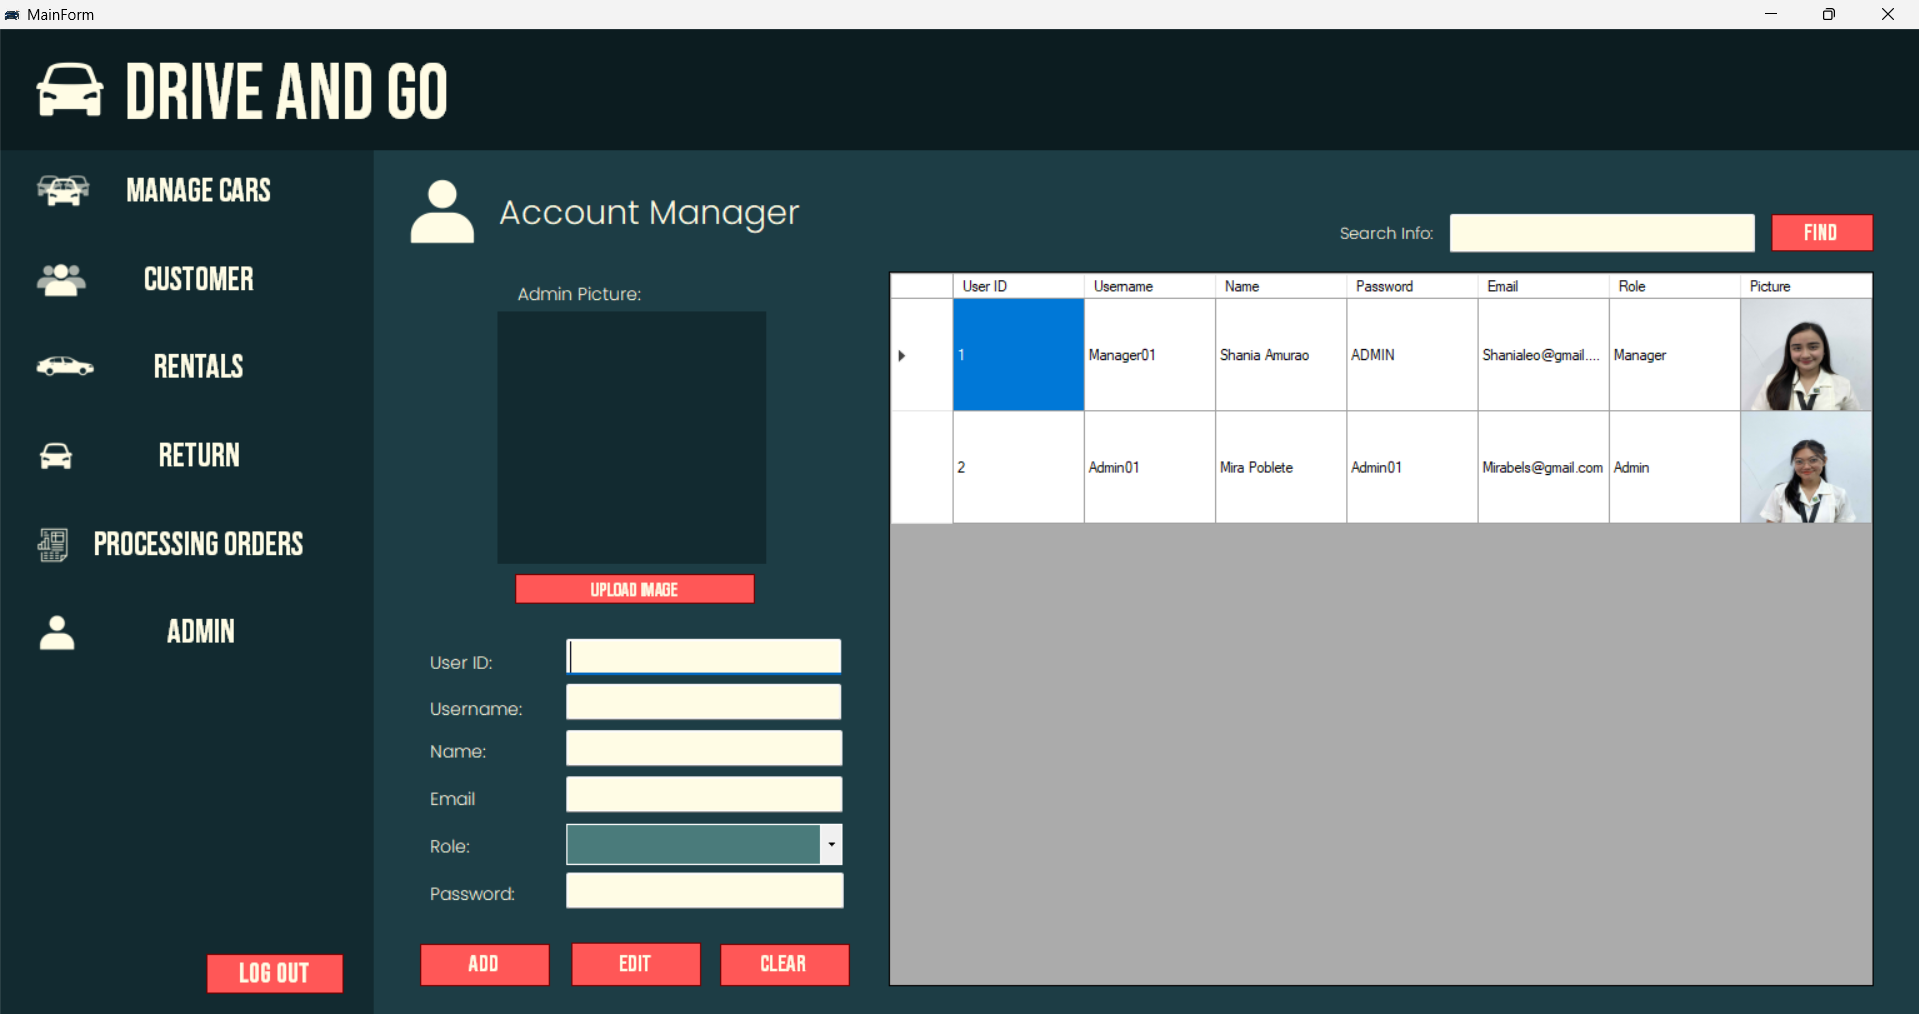 MainForm
DRIVE AND GO
MANAGE CARS
CUSTOMER
RENTALS
RETURN
PROCESSING ORDERS
ADMIN
LOG OUT
Account Manager
Search Info:
FIND
Admin Picture:
UPLOAD IMAGE
User ID:
Username:
Name:
Email
Role:
Password:
ADD EDIT CLEAR
User ID Username Name Password Email Role Picture
1 Manager01 Shania Amurao ADMIN Shanialeo@gmail.... Manager
2 Admin01 Mira Poblete Admin01 Mirabels@gmail.com Admin